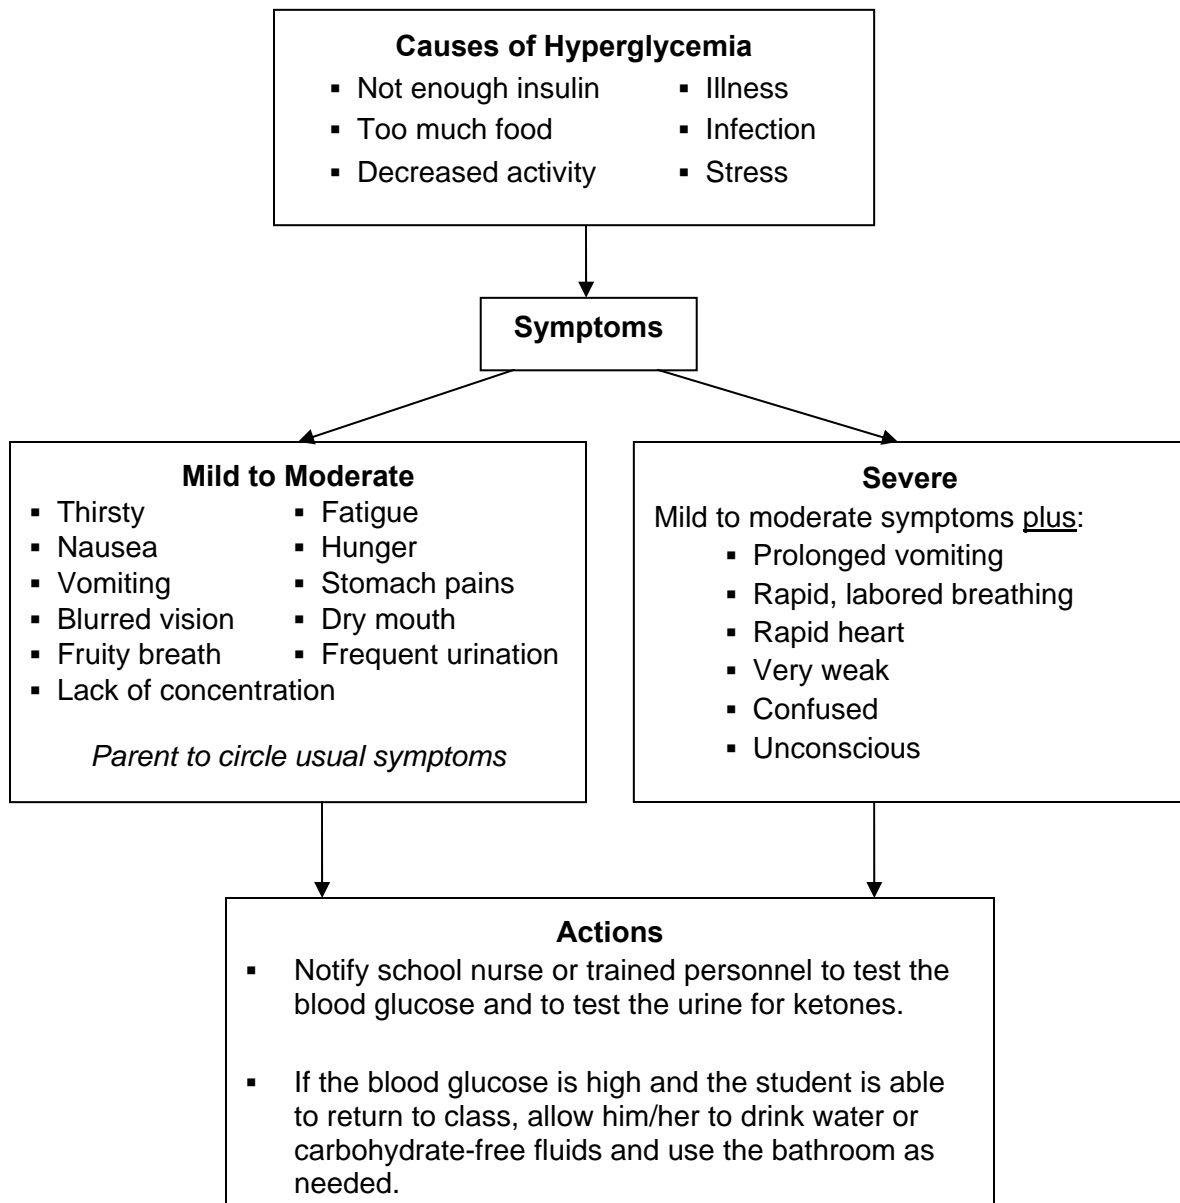 Causes of Hyperglycemia
▪ Not enough insulin ▪ Illness
▪ Too much food ▪ Infection
▪ Decreased activity ▪ Stress
Symptoms
Mild to Moderate
▪ Thirsty ▪ Fatigue
▪ Nausea ▪ Hunger
▪ Vomiting ▪ Stomach pains
▪ Blurred vision ▪ Dry mouth
▪ Fruity breath ▪ Frequent urination
▪ Lack of concentration
Parent to circle usual symptoms
Severe
Mild to moderate symptoms plus:
▪ Prolonged vomiting
▪ Rapid, labored breathing
▪ Rapid heart
▪ Very weak
▪ Confused
▪ Unconscious
Actions
▪ Notify school nurse or trained personnel to test the
blood glucose and to test the urine for ketones.
▪ If the blood glucose is high and the student is able
to return to class, allow him/her to drink water or
carbohydrate-free fluids and use the bathroom as
needed.